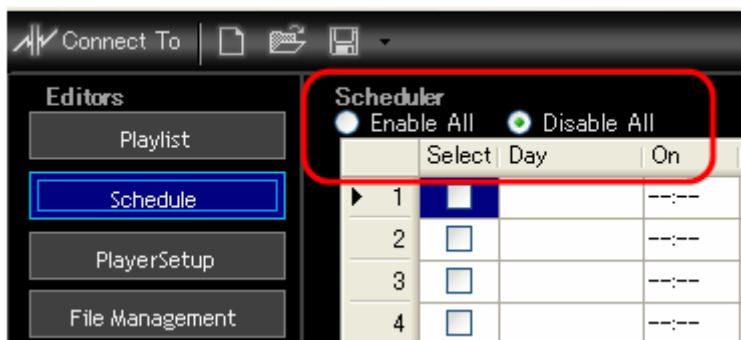 Connect To
Editors
Playlist
Schedule
PlayerSetup
File Management
Scheduler
Enable All Disable All
Select Day On
1 --:--
2 --:--
3 --:--
4 --:--